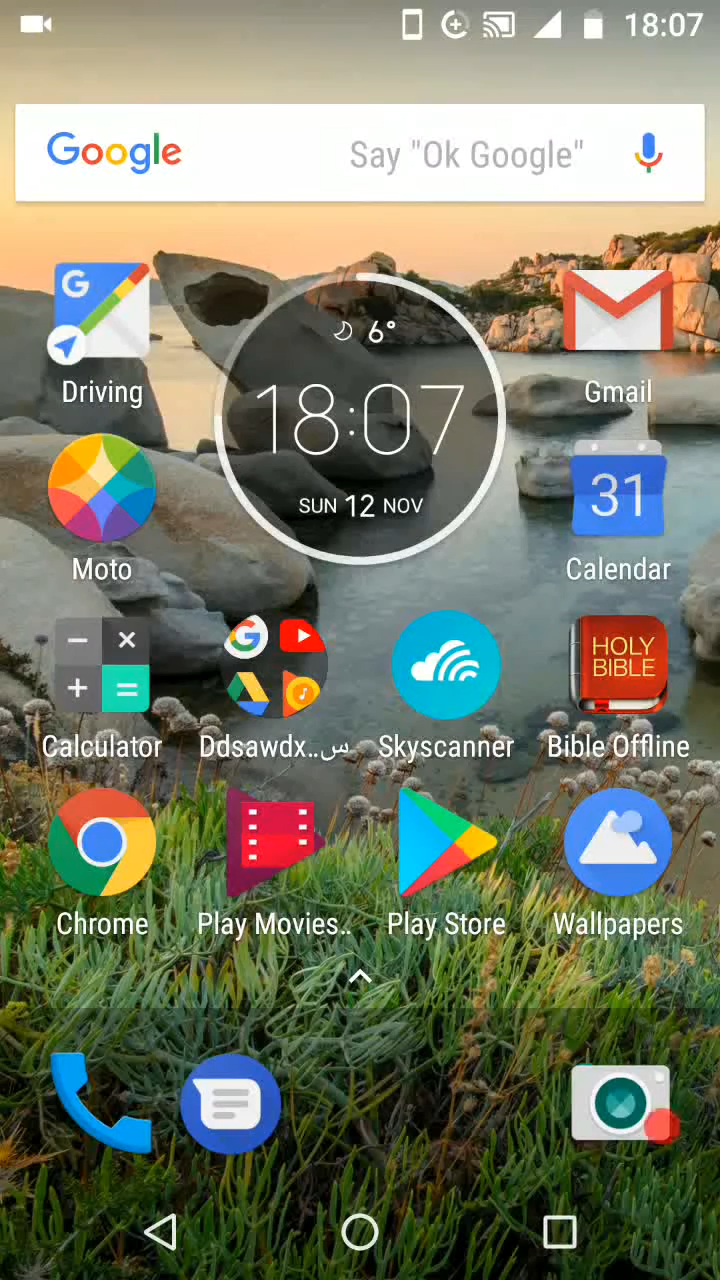 18:07
Google Say "Ok Google"
6°
18:07
SUN 12 NOV
G
Driving
Gmail
Moto
31
Calendar
HOLY
BIBLE
Calculator
Ddsawdx..س
Skyscanner
Bible Offline
Chrome
Play Movies..
Play Store
Wallpapers